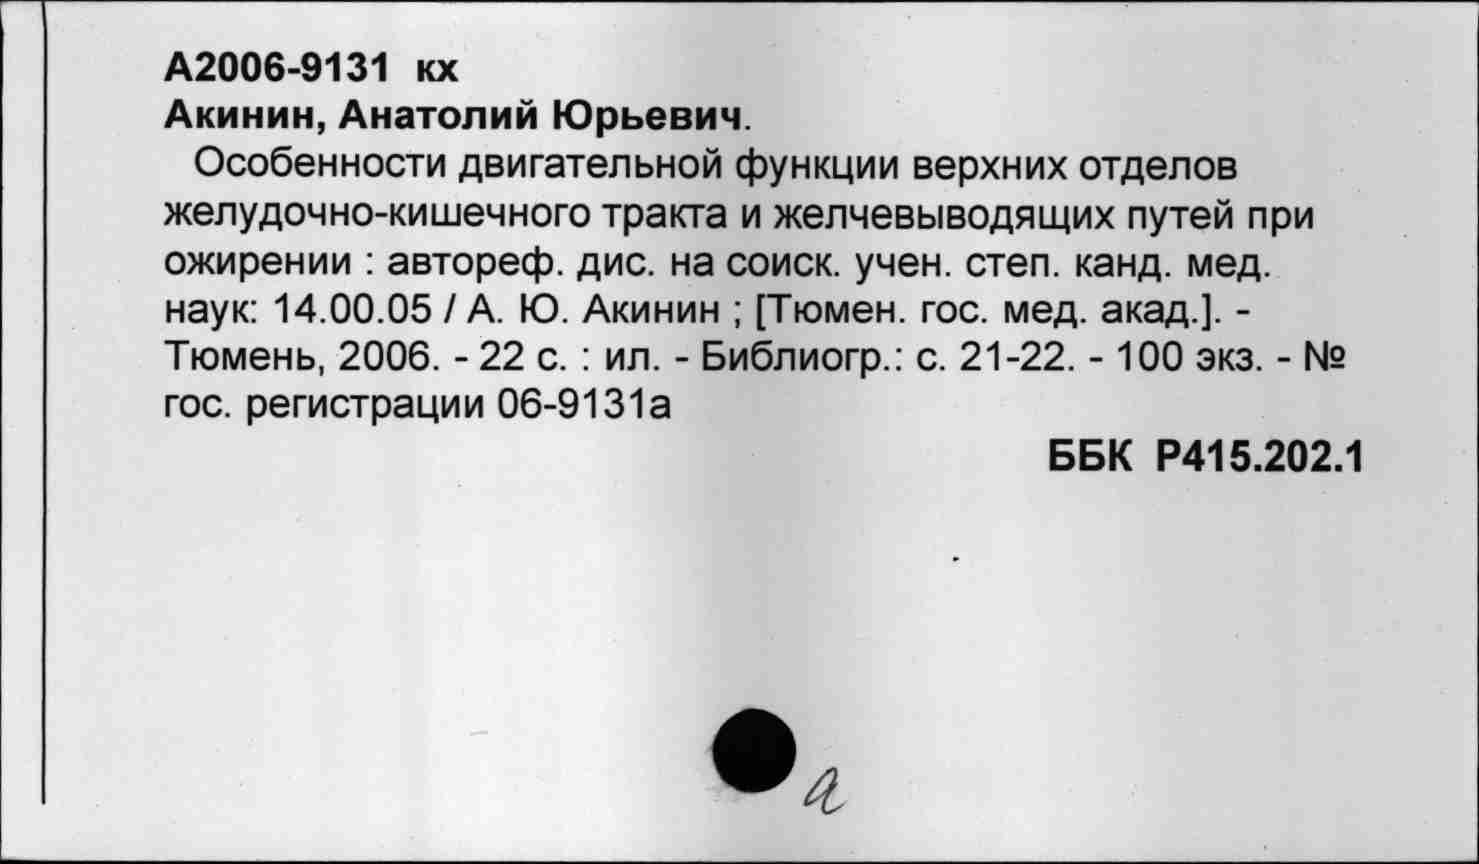 А2006-9131 кх
Акинин, Анатолий Юрьевич.
Особенности двигательной функции верхних отделов
желудочно-кишечного тракта и желчевыводящих путей при
ожирении : автореф. дис. на соиск. учен. степ. канд. мед.
наук: 14.00.05 / А. Ю. Акинин ; [Тюмен. гос. мед. акад.]. -
Тюмень, 2006. - 22 с. : ил. - Библиогр.: с. 21-22. - 100 экз. - №
гос. регистрации 06-9131а
ББК Р415.202.1
а